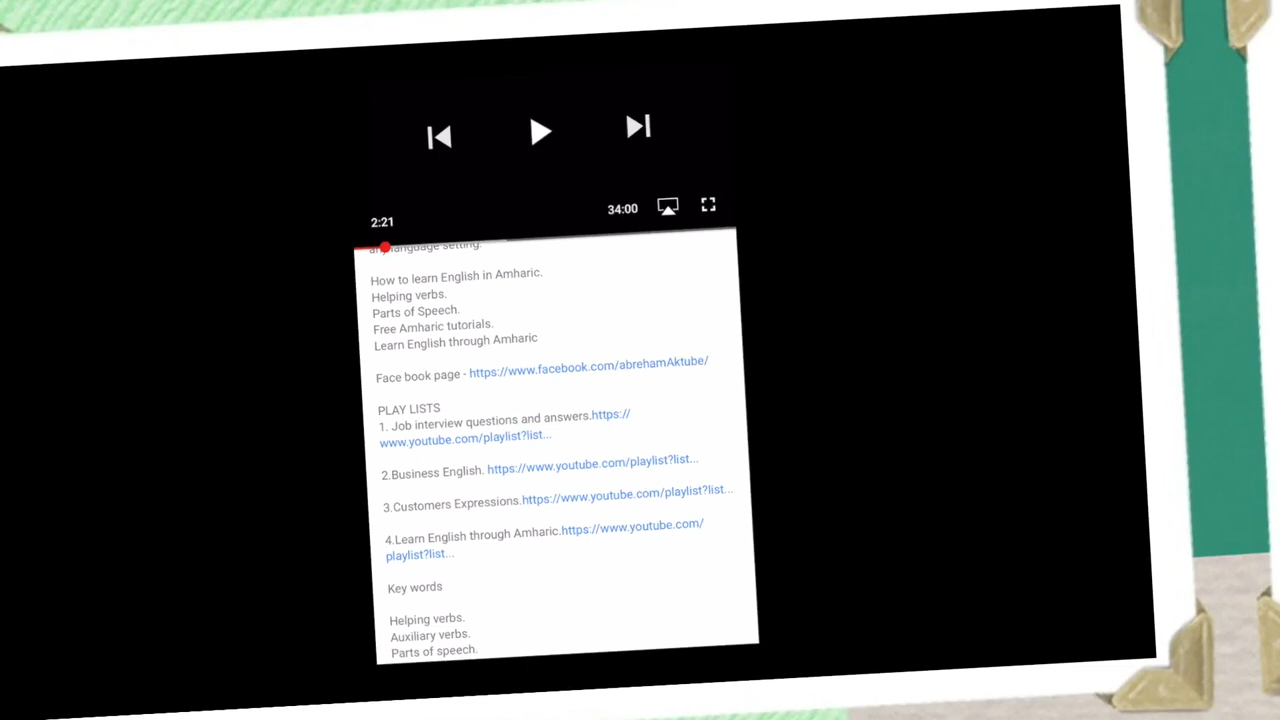 2:21
34:00
language setting.
How to learn English in Amharic.
Helping verbs.
Parts of Speech.
Free Amharic tutorials.
Learn English through Amharic
Face book page - https://www.facebook.com/abrehamAktube/
PLAY LISTS
1. Job interview questions and answers.https://
www.youtube.com/playlist?list...
2.Business English. https://www.youtube.com/playlist?list...
3.Customers Expressions.https://www.youtube.com/playlist?list...
4.Learn English through Amharic.https://www.youtube.com/
playlist?list...
Key words
Helping verbs.
Auxiliary verbs.
Parts of speech.